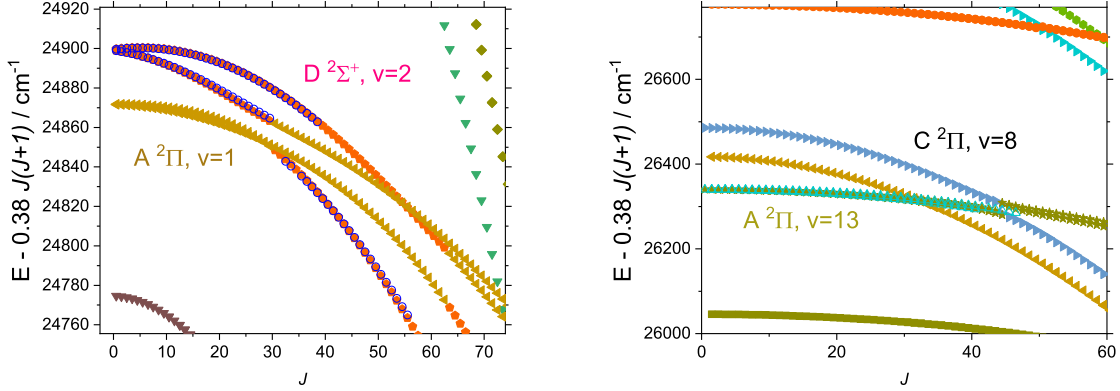 24920
24900
24880
24860
24840
24820
24800
24780
24760
E - 0.38 J(J+1) / cm⁻¹
D ²Σ⁺, v=2
A ²Π, v=1
0 10 20 30 40 50 60 70
J
26600
26400
26200
26000
E - 0.38 J(J+1) / cm⁻¹
C ²Π, v=8
A ²Π, v=13
0 20 40 60
J